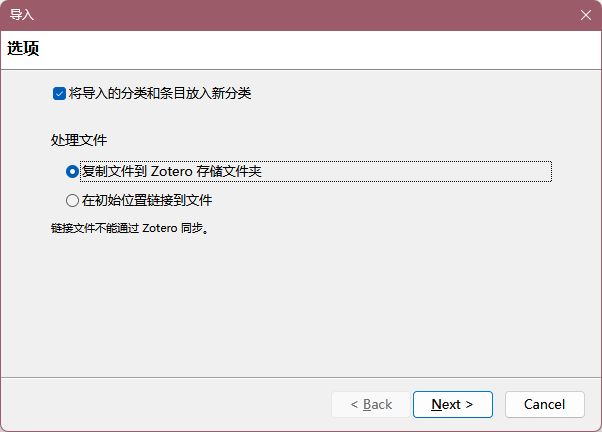 导入
选项
将导入的分类和条目放入新分类
处理文件
复制文件到 Zotero 存储文件夹
在初始位置链接到文件
链接文件不能通过 Zotero 同步。
< Back
Next >
Cancel